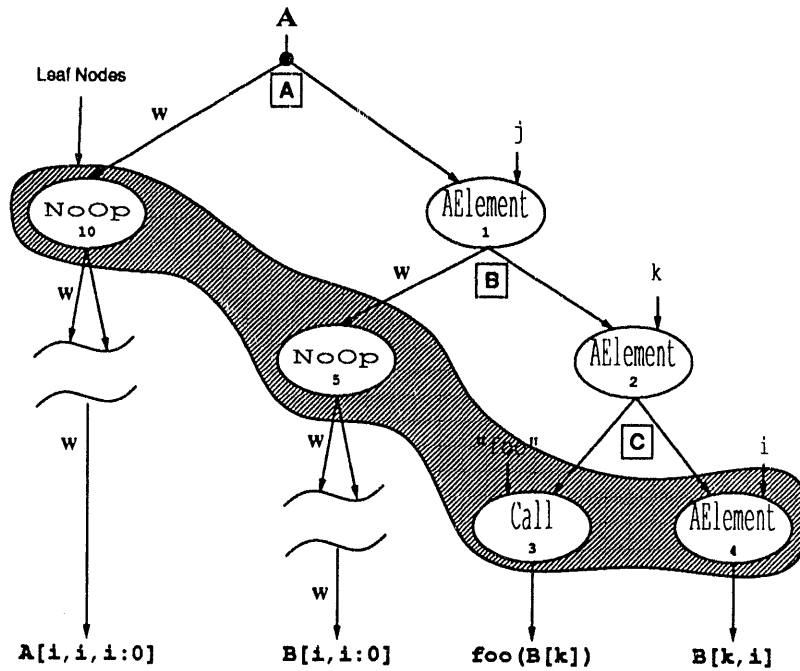 A
Leaf Nodes
A
W
j
NoOp
10
AElement
1
W
B
k
W
NoOp
5
AElement
2
W
W
"foo"
C
i
Call
3
AElement
4
W
A[i,i,i:0]
B[i,i:0]
foo(B[k])
B[k,i]